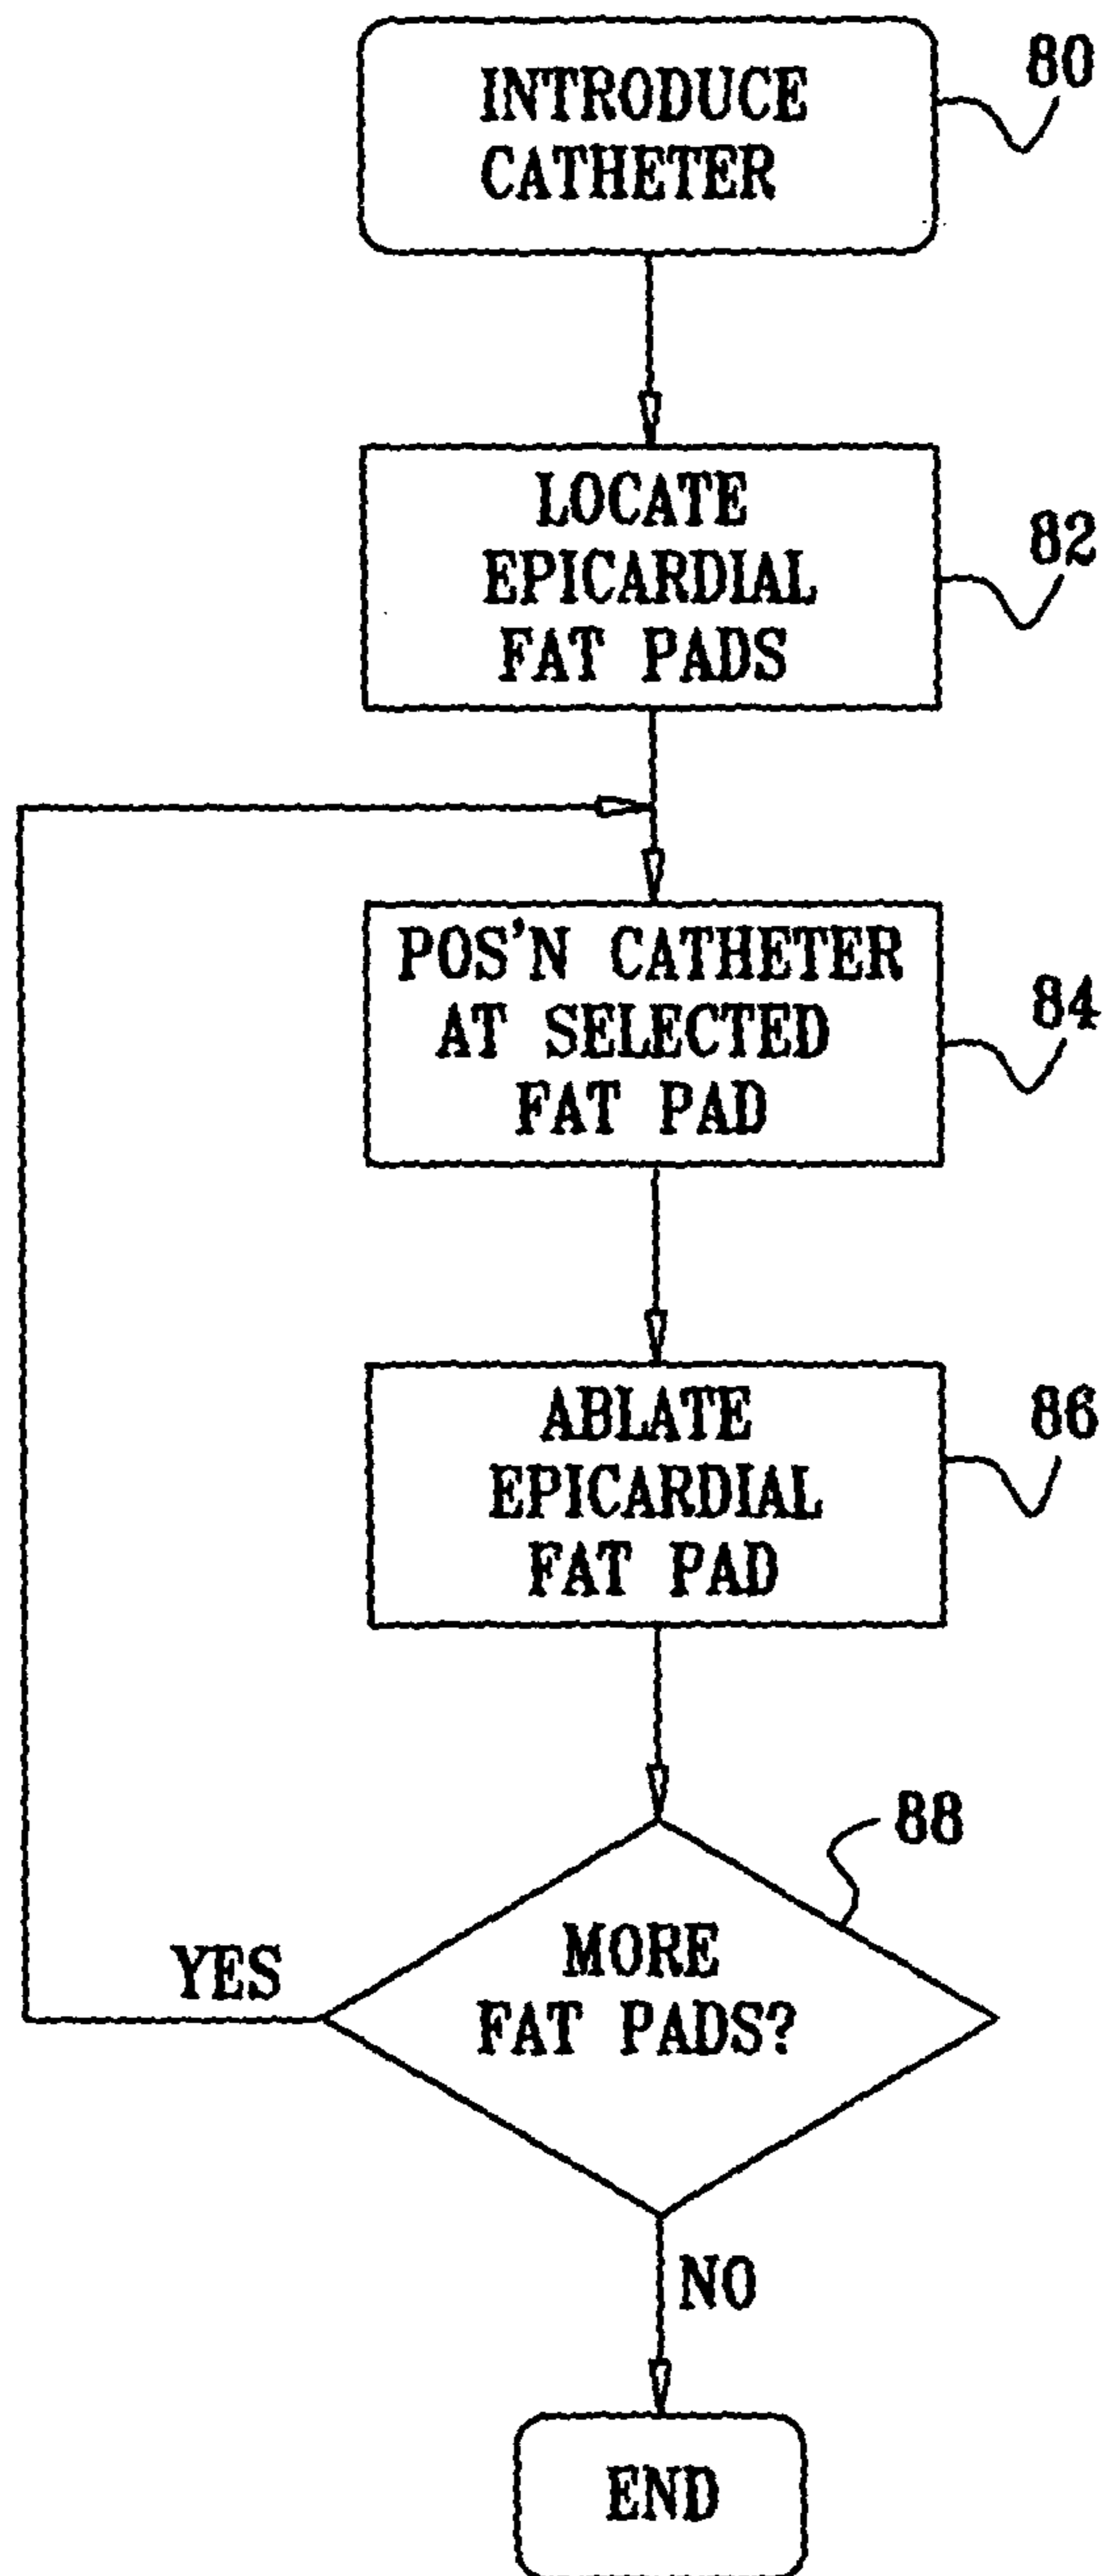 INTRODUCE
CATHETER
80
LOCATE
EPICARDIAL
FAT PADS
82
POS'N CATHETER
AT SELECTED
FAT PAD
84
ABLATE
EPICARDIAL
FAT PAD
86
88
MORE
FAT PADS?
YES
NO
END